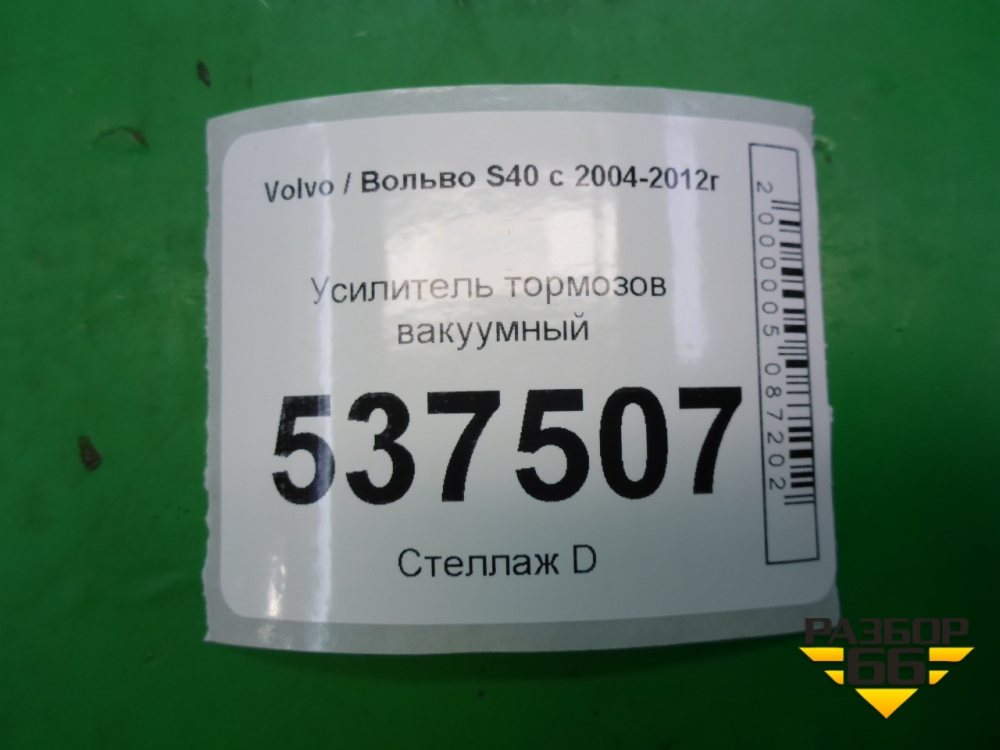 Volvo / Вольво S40 с 2004-2012г
Усилитель тормозов
вакуумный
537507
Стеллаж D
2000005087202
РАЗБОР
66